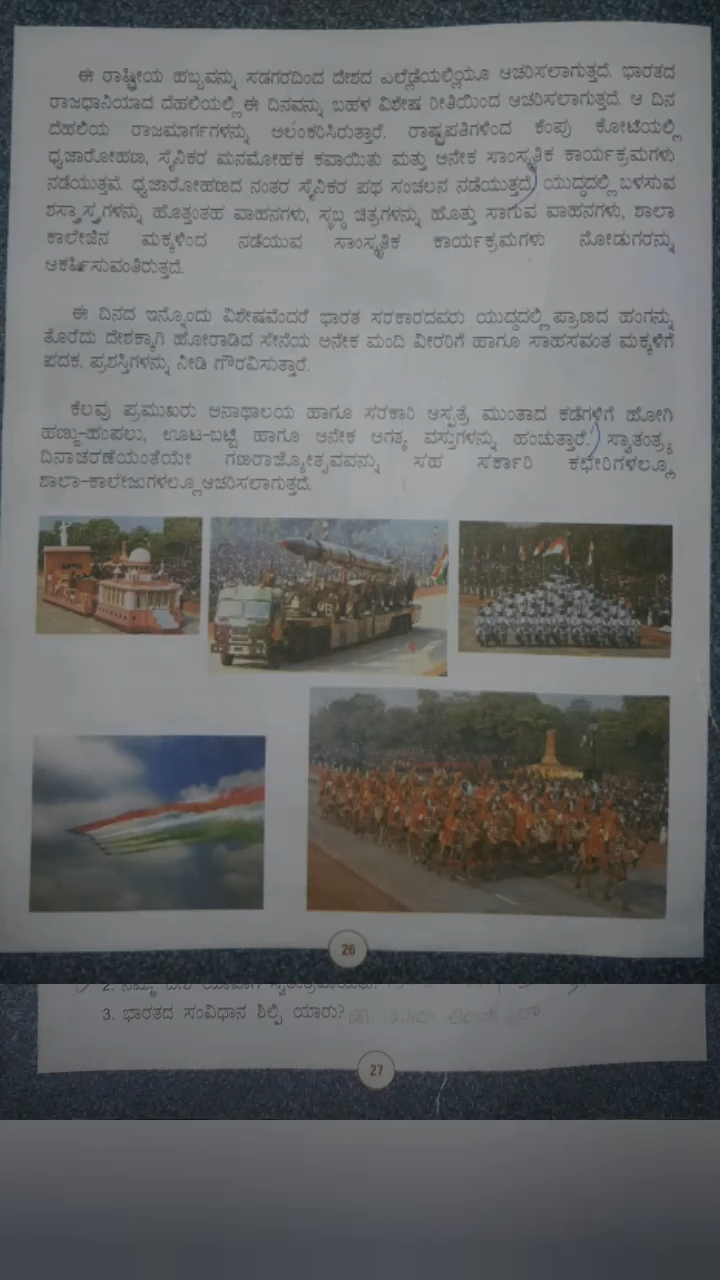 ಈ ರಾಷ್ಟ್ರೀಯ ಹಬ್ಬವನ್ನು ಸಡಗರದಿಂದ ದೇಶದ ಎಲ್ಲೆಡೆಯಲ್ಲಿಯೂ ಆಚರಿಸಲಾಗುತ್ತದೆ. ಭಾರತದ
ರಾಜಧಾನಿಯಾದ ದೆಹಲಿಯಲ್ಲಿ ಈ ದಿನವನ್ನು ಬಹಳ ವಿಶೇಷ ರೀತಿಯಿಂದ ಆಚರಿಸಲಾಗುತ್ತದೆ. ಆ ದಿನ
ದೆಹಲಿಯ ರಾಜಮಾರ್ಗಗಳನ್ನು ಅಲಂಕರಿಸಿರುತ್ತಾರೆ. ರಾಷ್ಟ್ರಪತಿಗಳಿಂದ ಕೆಂಪು ಕೋಟೆಯಲ್ಲಿ
ಧ್ವಜಾರೋಹಣ, ಸೈನಿಕರ ಮನಮೋಹಕ ಕವಾಯಿತು ಮತ್ತು ಅನೇಕ ಸಾಂಸ್ಕೃತಿಕ ಕಾರ್ಯಕ್ರಮಗಳು
ನಡೆಯುತ್ತವೆ. ಧ್ವಜಾರೋಹಣದ ನಂತರ ಸೈನಿಕರ ಪಥ ಸಂಚಲನ ನಡೆಯುತ್ತದೆ. ಯುದ್ಧದಲ್ಲಿ ಬಳಸುವ
ಶಸ್ತ್ರಾಸ್ತ್ರಗಳನ್ನು ಹೊತ್ತಂತಹ ವಾಹನಗಳು, ಸ್ತಬ್ಧ ಚಿತ್ರಗಳನ್ನು ಹೊತ್ತು ಸಾಗುವ ವಾಹನಗಳು, ಶಾಲಾ
ಕಾಲೇಜಿನ ಮಕ್ಕಳಿಂದ ನಡೆಯುವ ಸಾಂಸ್ಕೃತಿಕ ಕಾರ್ಯಕ್ರಮಗಳು ನೋಡುಗರನ್ನು
ಆಕರ್ಷಿಸುವಂತಿರುತ್ತದೆ.
ಈ ದಿನದ ಇನ್ನೊಂದು ವಿಶೇಷವೆಂದರೆ ಭಾರತ ಸರಕಾರದವರು ಯುದ್ಧದಲ್ಲಿ ಪ್ರಾಣದ ಹಂಗನ್ನು
ತೊರೆದು ದೇಶಕ್ಕಾಗಿ ಹೋರಾಡಿದ ಸೇನೆಯ ಅನೇಕ ಮಂದಿ ವೀರರಿಗೆ ಹಾಗೂ ಸಾಹಸವಂತ ಮಕ್ಕಳಿಗೆ
ಪದಕ, ಪ್ರಶಸ್ತಿಗಳನ್ನು ನೀಡಿ ಗೌರವಿಸುತ್ತಾರೆ.
ಕೆಲವು ಪ್ರಮುಖರು ಅನಾಥಾಲಯ ಹಾಗೂ ಸರಕಾರಿ ಆಸ್ಪತ್ರೆ ಮುಂತಾದ ಕಡೆಗಳಿಗೆ ಹೋಗಿ
ಹಣ್ಣು-ಹಂಪಲು, ಊಟ-ಬಟ್ಟೆ ಹಾಗೂ ಅನೇಕ ಅಗತ್ಯ ವಸ್ತುಗಳನ್ನು ಹಂಚುತ್ತಾರೆ. ಸ್ವಾತಂತ್ರ್ಯ
ದಿನಾಚರಣೆಯಂತೆಯೇ ಗಣರಾಜ್ಯೋತ್ಸವವನ್ನು ಸಹ ಸರ್ಕಾರಿ ಕಛೇರಿಗಳಲ್ಲೂ
ಶಾಲಾ-ಕಾಲೇಜುಗಳಲ್ಲೂ ಆಚರಿಸಲಾಗುತ್ತದೆ.
26
3. ಭಾರತದ ಸಂವಿಧಾನ ಶಿಲ್ಪಿ ಯಾರು?
27